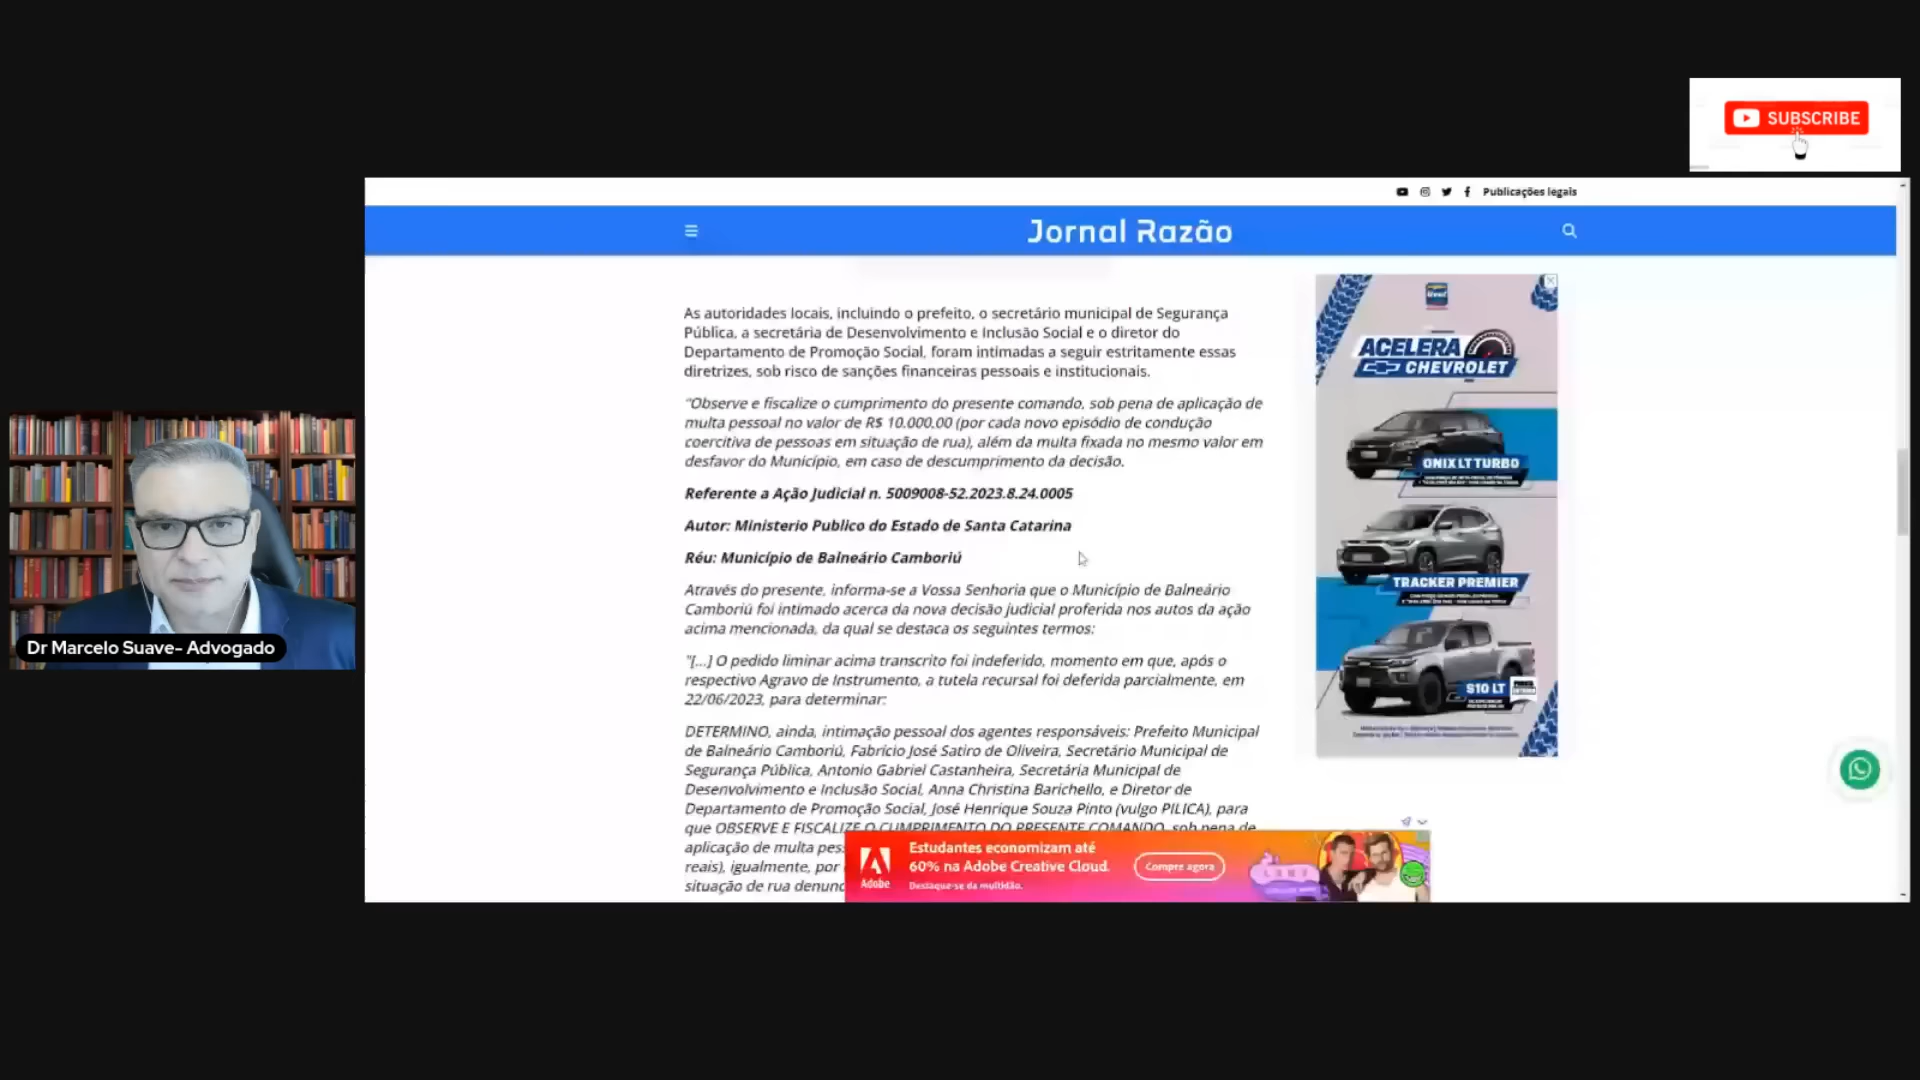 SUBSCRIBE
Publicações legais
Jornal Razão
As autoridades locais, incluindo o prefeito, o secretário municipal de Segurança
Pública, a secretária de Desenvolvimento e Inclusão Social e o diretor do
Departamento de Promoção Social, foram intimadas a seguir estritamente essas
diretrizes, sob risco de sanções financeiras pessoais e institucionais.
"Observe e fiscalize o cumprimento do presente comando, sob pena de aplicação de
multa pessoal no valor de R$ 10.000,00 (por cada novo episódio de condução
coercitiva de pessoas em situação de rua), além da multa fixada no mesmo valor em
desfavor do Município, em caso de descumprimento da decisão.
Referente a Ação Judicial n. 5009008-52.2023.8.24.0005
Autor: Ministerio Publico do Estado de Santa Catarina
Réu: Município de Balneário Camboriú
Através do presente, informa-se a Vossa Senhoria que o Município de Balneário
Camboriú foi intimado acerca da nova decisão judicial proferida nos autos da ação
acima mencionada, da qual se destaca os seguintes termos:
"[...] O pedido liminar acima transcrito foi indeferido, momento em que, após o
respectivo Agravo de Instrumento, a tutela recursal foi deferida parcialmente, em
22/06/2023, para determinar:
DETERMINO, ainda, intimação pessoal dos agentes responsáveis: Prefeito Municipal
de Balneário Camboriú, Fabrício José Satiro de Oliveira, Secretário Municipal de
Segurança Pública, Antonio Gabriel Castanheira, Secretária Municipal de
Desenvolvimento e Inclusão Social, Anna Christina Barichello, e Diretor de
Departamento de Promoção Social, José Henrique Souza Pinto (vulgo PILICA), para
que OBSERVE E FISCALIZE O CUMPRIMENTO DO PRESENTE COMANDO, sob pena de
aplicação de multa pes
reais), igualmente, por
situação de rua denunc
ACELERA
CHEVROLET
ONIX LT TURBO
TRACKER PREMIER
S10 LT
Adobe
Estudantes economizam até
60% na Adobe Creative Cloud.
Destaque-se da multidão.
Compre agora
Dr Marcelo Suave- Advogado